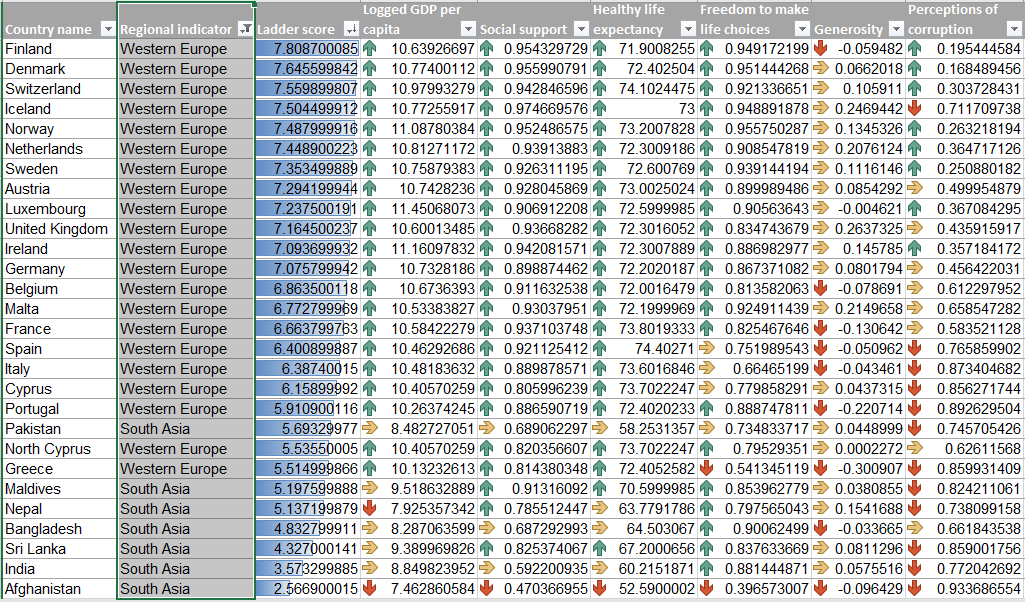 Country name Regional indicator Ladder score Logged GDP per capita Social support Healthy life expectancy Freedom to make life choices Generosity Perceptions of corruption
Finland Western Europe 7.808700085 10.63926697 0.954329729 71.9008255 0.949172199 -0.059482 0.195444584
Denmark Western Europe 7.645599842 10.77400112 0.955990791 72.402504 0.951444268 0.0662018 0.168489456
Switzerland Western Europe 7.559899807 10.97993279 0.942846596 74.1024475 0.921336651 0.105911 0.303728431
Iceland Western Europe 7.504499912 10.77255917 0.974669576 73 0.948891878 0.2469442 0.711709738
Norway Western Europe 7.487999916 11.08780384 0.952486575 73.2007828 0.955750287 0.1345326 0.263218194
Netherlands Western Europe 7.448900223 10.81271172 0.93913883 72.3009186 0.908547819 0.2076124 0.364717126
Sweden Western Europe 7.353499889 10.75879383 0.926311195 72.600769 0.939144194 0.1116146 0.250880182
Austria Western Europe 7.294199944 10.7428236 0.928045869 73.0025024 0.899989486 0.0854292 0.499954879
Luxembourg Western Europe 7.237500191 11.45068073 0.906912208 72.5999985 0.90563643 -0.004621 0.367084295
United Kingdom Western Europe 7.164500237 10.60013485 0.93668282 72.3016052 0.834743679 0.2637325 0.435915917
Ireland Western Europe 7.093699932 11.16097832 0.942081571 72.3007889 0.886982977 0.145785 0.357184172
Germany Western Europe 7.075799942 10.7328186 0.898874462 72.2020187 0.867371082 0.0801794 0.456422031
Belgium Western Europe 6.863500118 10.6736393 0.911632538 72.0016479 0.813582063 -0.078691 0.612297952
Malta Western Europe 6.772799969 10.53383827 0.93037951 72.1999969 0.924911439 0.2149658 0.658547282
France Western Europe 6.663799763 10.58422279 0.937103748 73.8019333 0.825467646 -0.130642 0.583521128
Spain Western Europe 6.400899887 10.46292686 0.921125412 74.40271 0.751989543 -0.050962 0.765859902
Italy Western Europe 6.38740015 10.48183632 0.889878571 73.6016846 0.66465199 -0.043461 0.873404682
Cyprus Western Europe 6.15899992 10.40570259 0.805996239 73.7022247 0.779858291 0.0437315 0.856271744
Portugal Western Europe 5.910900116 10.26374245 0.886590719 72.4020233 0.888747811 -0.220714 0.892629504
Pakistan South Asia 5.69329977 8.482727051 0.689062297 58.2531357 0.734833717 0.0448999 0.745705426
North Cyprus Western Europe 5.53550005 10.40570259 0.820356607 73.7022247 0.79529351 0.0002272 0.62611568
Greece Western Europe 5.514999866 10.13232613 0.814380348 72.4052582 0.541345119 -0.300907 0.859931409
Maldives South Asia 5.197599888 9.518632889 0.91316092 70.5999985 0.853962779 0.0380855 0.824211061
Nepal South Asia 5.137199879 7.925357342 0.785512447 63.7791786 0.797565043 0.1541688 0.738099158
Bangladesh South Asia 4.832799911 8.287063599 0.687292993 64.503067 0.90062499 -0.033665 0.661843538
Sri Lanka South Asia 4.327000141 9.389969826 0.825374067 67.2000656 0.837633669 0.0811296 0.859001756
India South Asia 3.573299885 8.849823952 0.592200935 60.2151871 0.881444871 0.0575516 0.772042692
Afghanistan South Asia 2.566900015 7.462860584 0.470366955 52.5900002 0.396573007 -0.096429 0.933686554